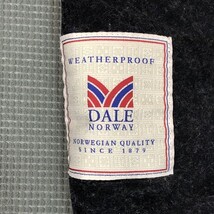 WEATHERPROOF
DALE
NORWAY
NORWEGIAN QUALITY
SINCE 1879